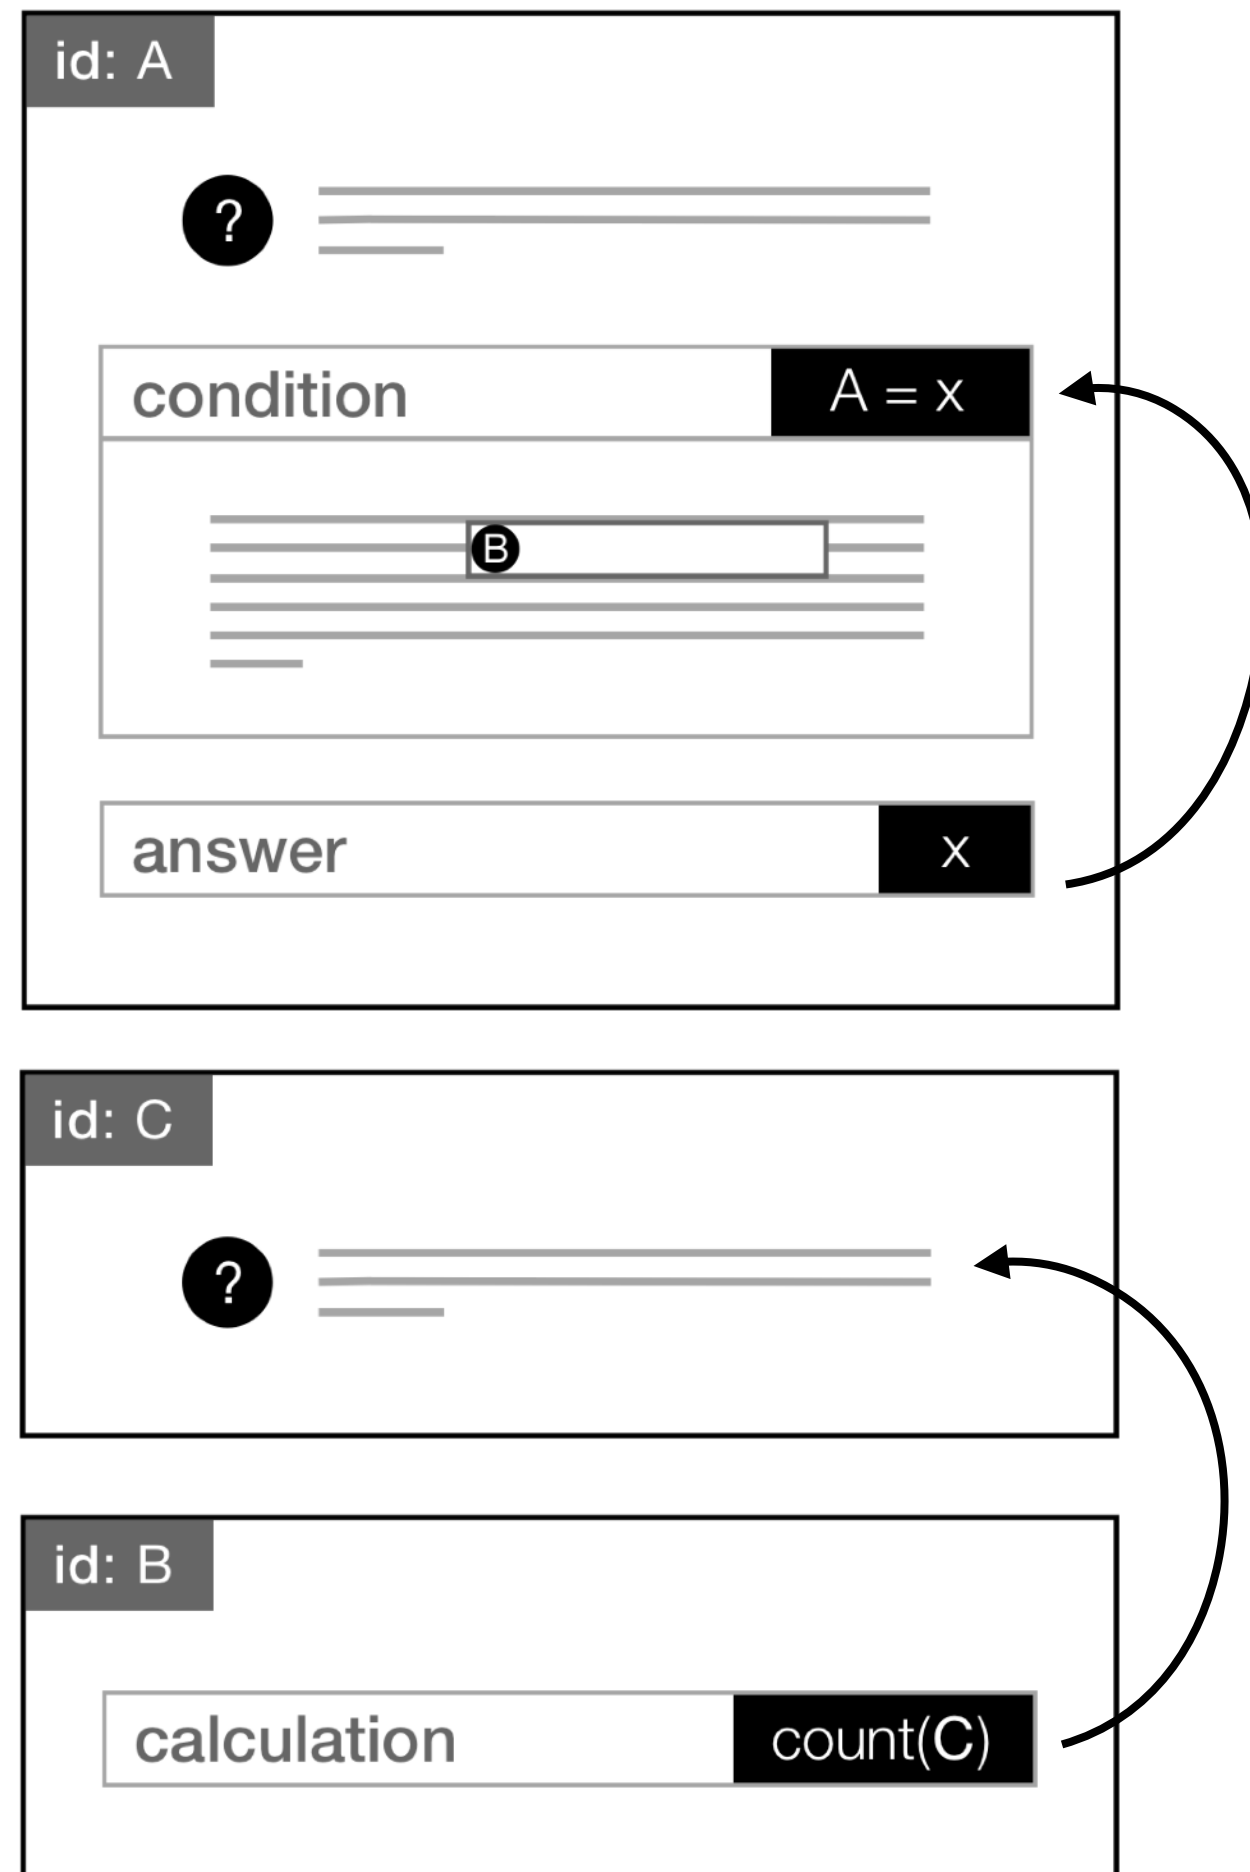 id: A
?
condition
A = x
B
answer
x
id: C
?
id: B
calculation
count(C)